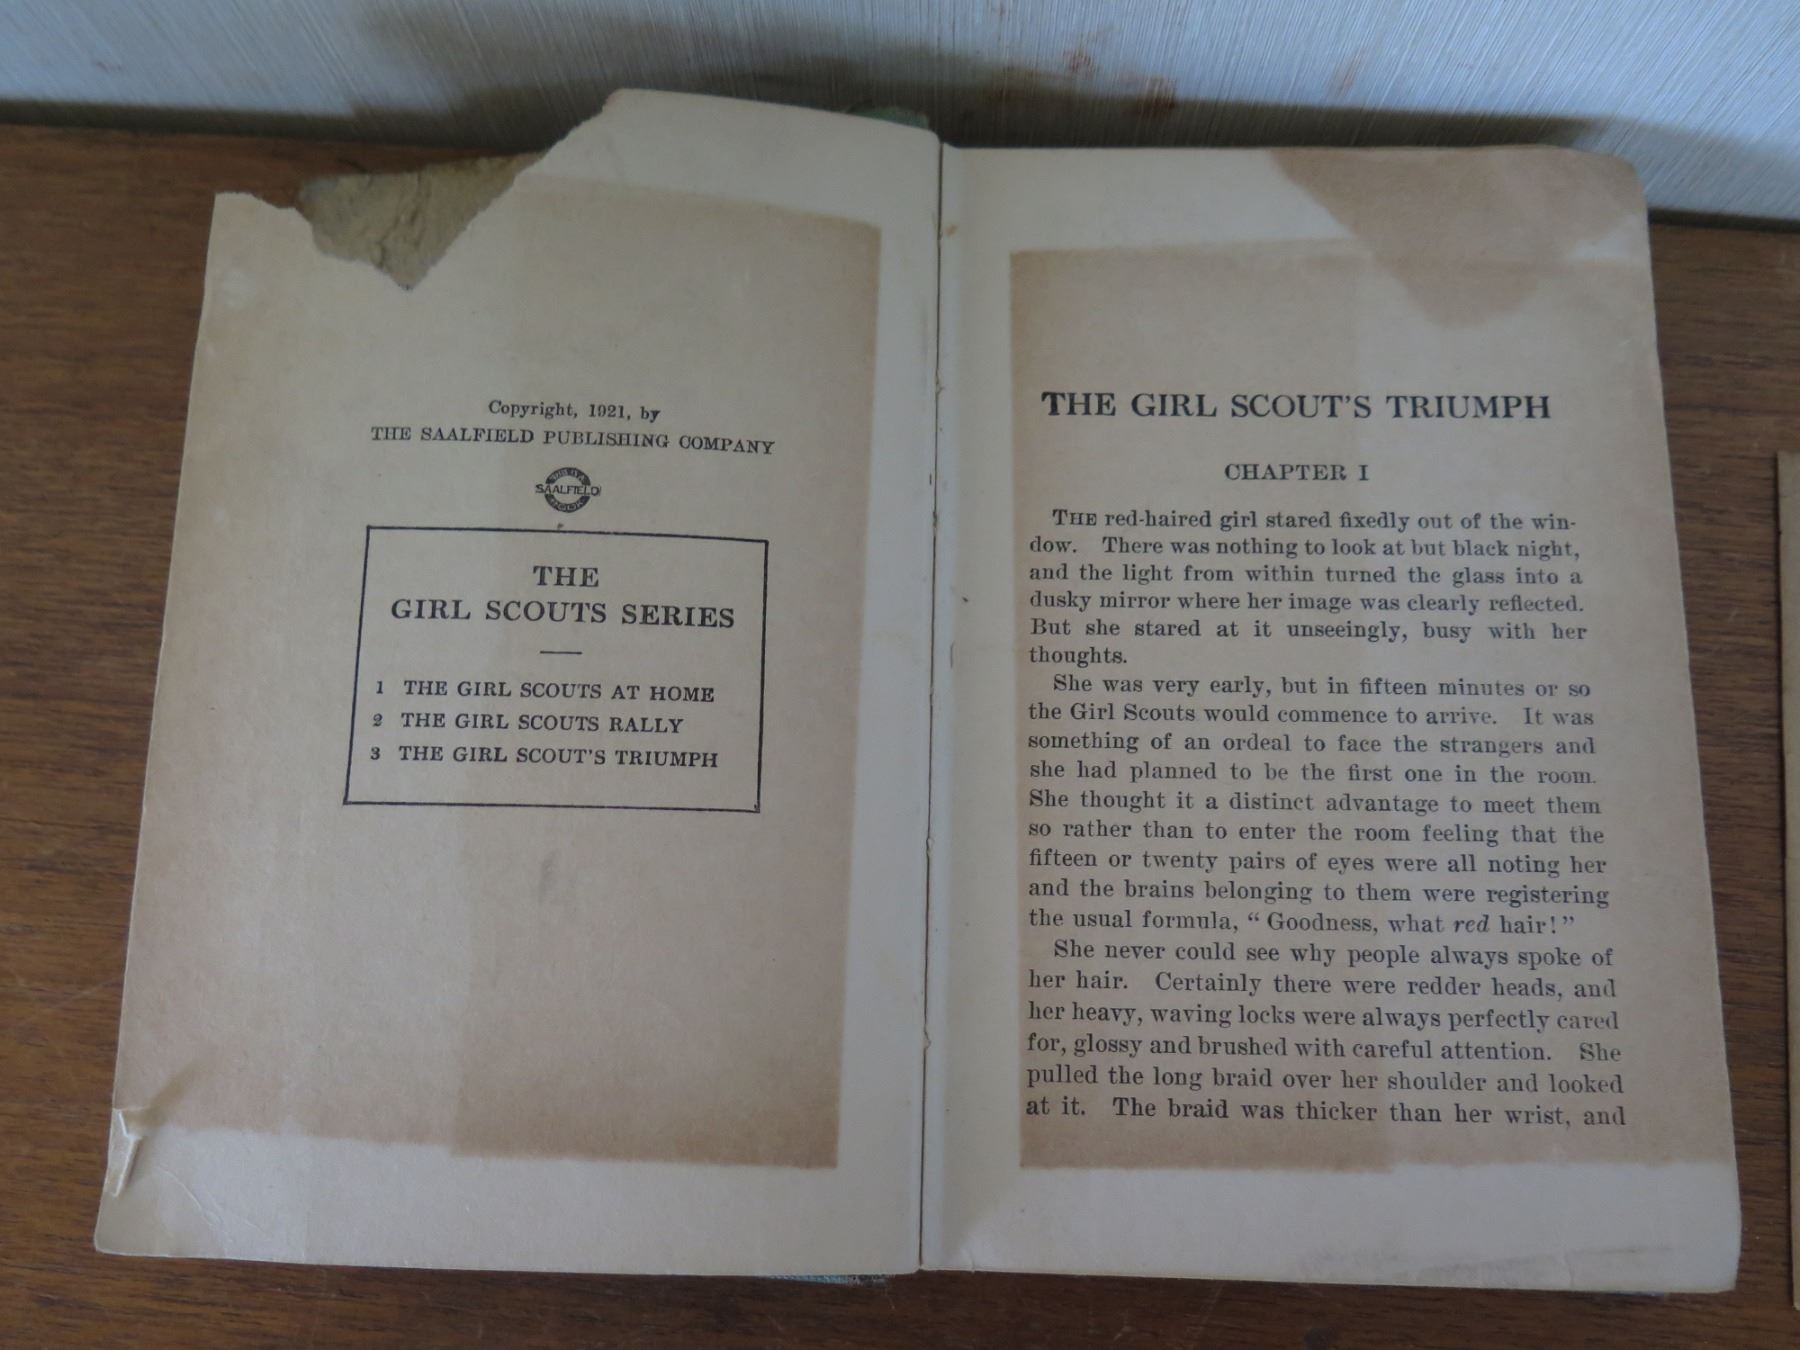 Copyright, 1921, by
THE SAALFIELD PUBLISHING COMPANY
SAALFIELD
THE
GIRL SCOUTS SERIES
1 THE GIRL SCOUTS AT HOME
2 THE GIRL SCOUTS RALLY
3 THE GIRL SCOUT'S TRIUMPH
THE GIRL SCOUT'S TRIUMPH
CHAPTER I
THE red-haired girl stared fixedly out of the win-
dow. There was nothing to look at but black night,
and the light from within turned the glass into a
dusky mirror where her image was clearly reflected.
But she stared at it unseeingly, busy with her
thoughts.
She was very early, but in fifteen minutes or so
the Girl Scouts would commence to arrive. It was
something of an ordeal to face the strangers and
she had planned to be the first one in the room.
She thought it a distinct advantage to meet them
so rather than to enter the room feeling that the
fifteen or twenty pairs of eyes were all noting her
and the brains belonging to them were registering
the usual formula, “ Goodness, what red hair! ”
She never could see why people always spoke of
her hair. Certainly there were redder heads, and
her heavy, waving locks were always perfectly cared
for, glossy and brushed with careful attention. She
pulled the long braid over her shoulder and looked
at it. The braid was thicker than her wrist, and